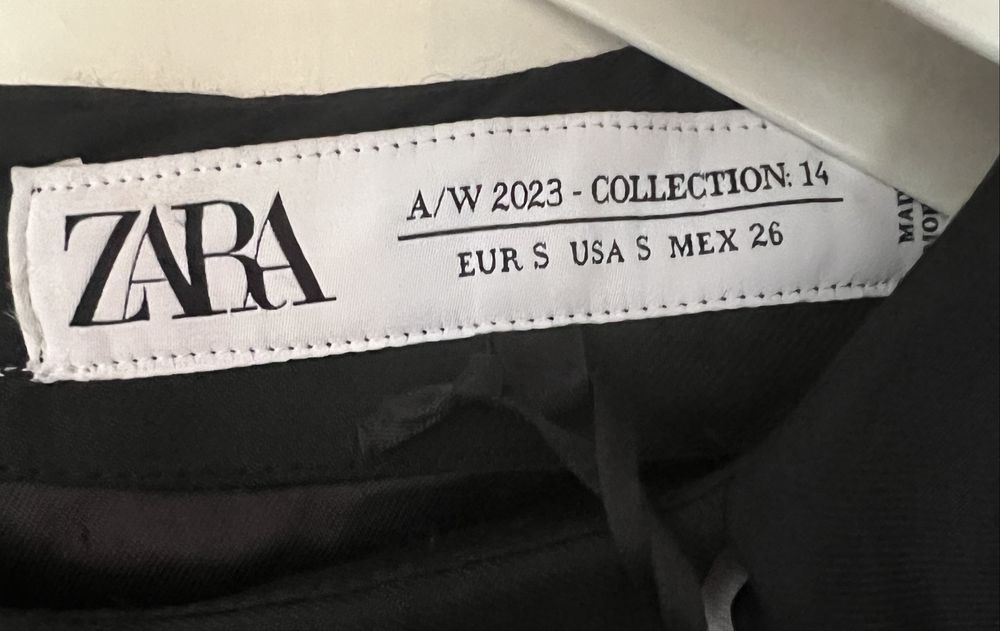 ZARA
A/W 2023 - COLLECTION: 14
EUR S USA S MEX 26